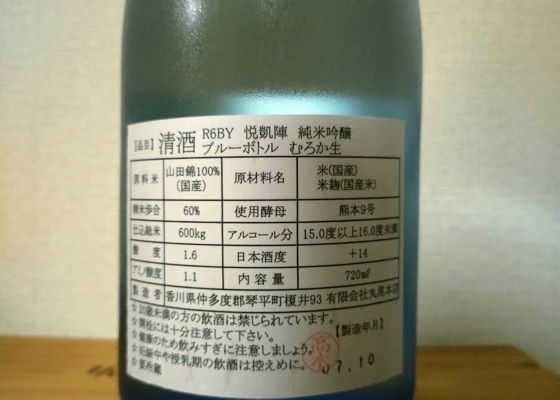 【品目】清酒 R6BY 悦凱陣 純米吟醸
ブルーボトル むろか生
原料米 山田錦100%(国産) 原材料名 米(国産) 米麹(国産米)
精米歩合 60% 使用酵母 熊本9号
仕込総米 600kg アルコール分 15.0度以上16.0度未満
酸度 1.6 日本酒度 +14
アミノ酸度 1.1 内容量 720ml
製造者 香川県仲多度郡琴平町榎井93 有限会社丸尾本店
☆20歳未満の方の飲酒は禁じられています。
☆開栓には十分注意して下さい。 【製造年月】
☆健康のため飲みすぎに注意しましょう。
☆妊娠中や授乳期の飲酒は控えめに。 07.10
☆要冷蔵